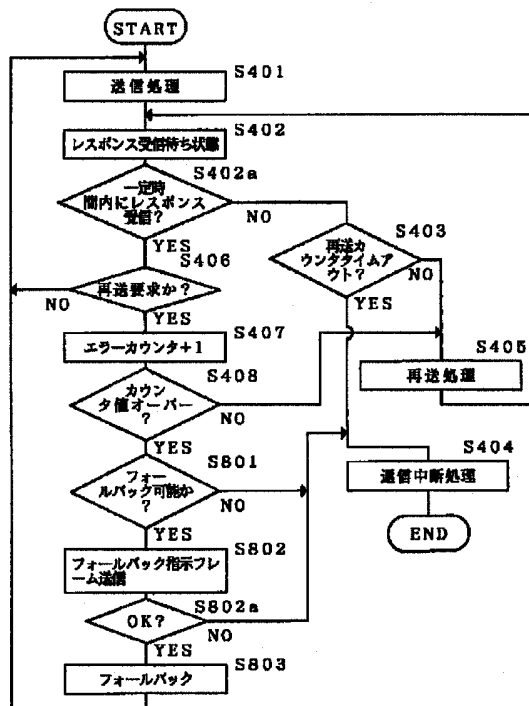 START
S401
送信処理
S402
レスポンス受信待ち状態
S402a
一定時
間内にレスポンス
受信?
NO
YES
S403
再送カ
ウンタタイムア
ウト?
NO
YES
S406
再送要求か?
NO
YES
S407
エラーカウンタ+1
S405
再送処理
S408
カウン
タ値オーバー
?
NO
YES
S404
通信中断処理
END
S801
フォー
ルバック可能か
?
NO
YES
S802
フォールバック指示フレ
ーム送信
S802a
OK?
NO
YES
S803
フォールバック